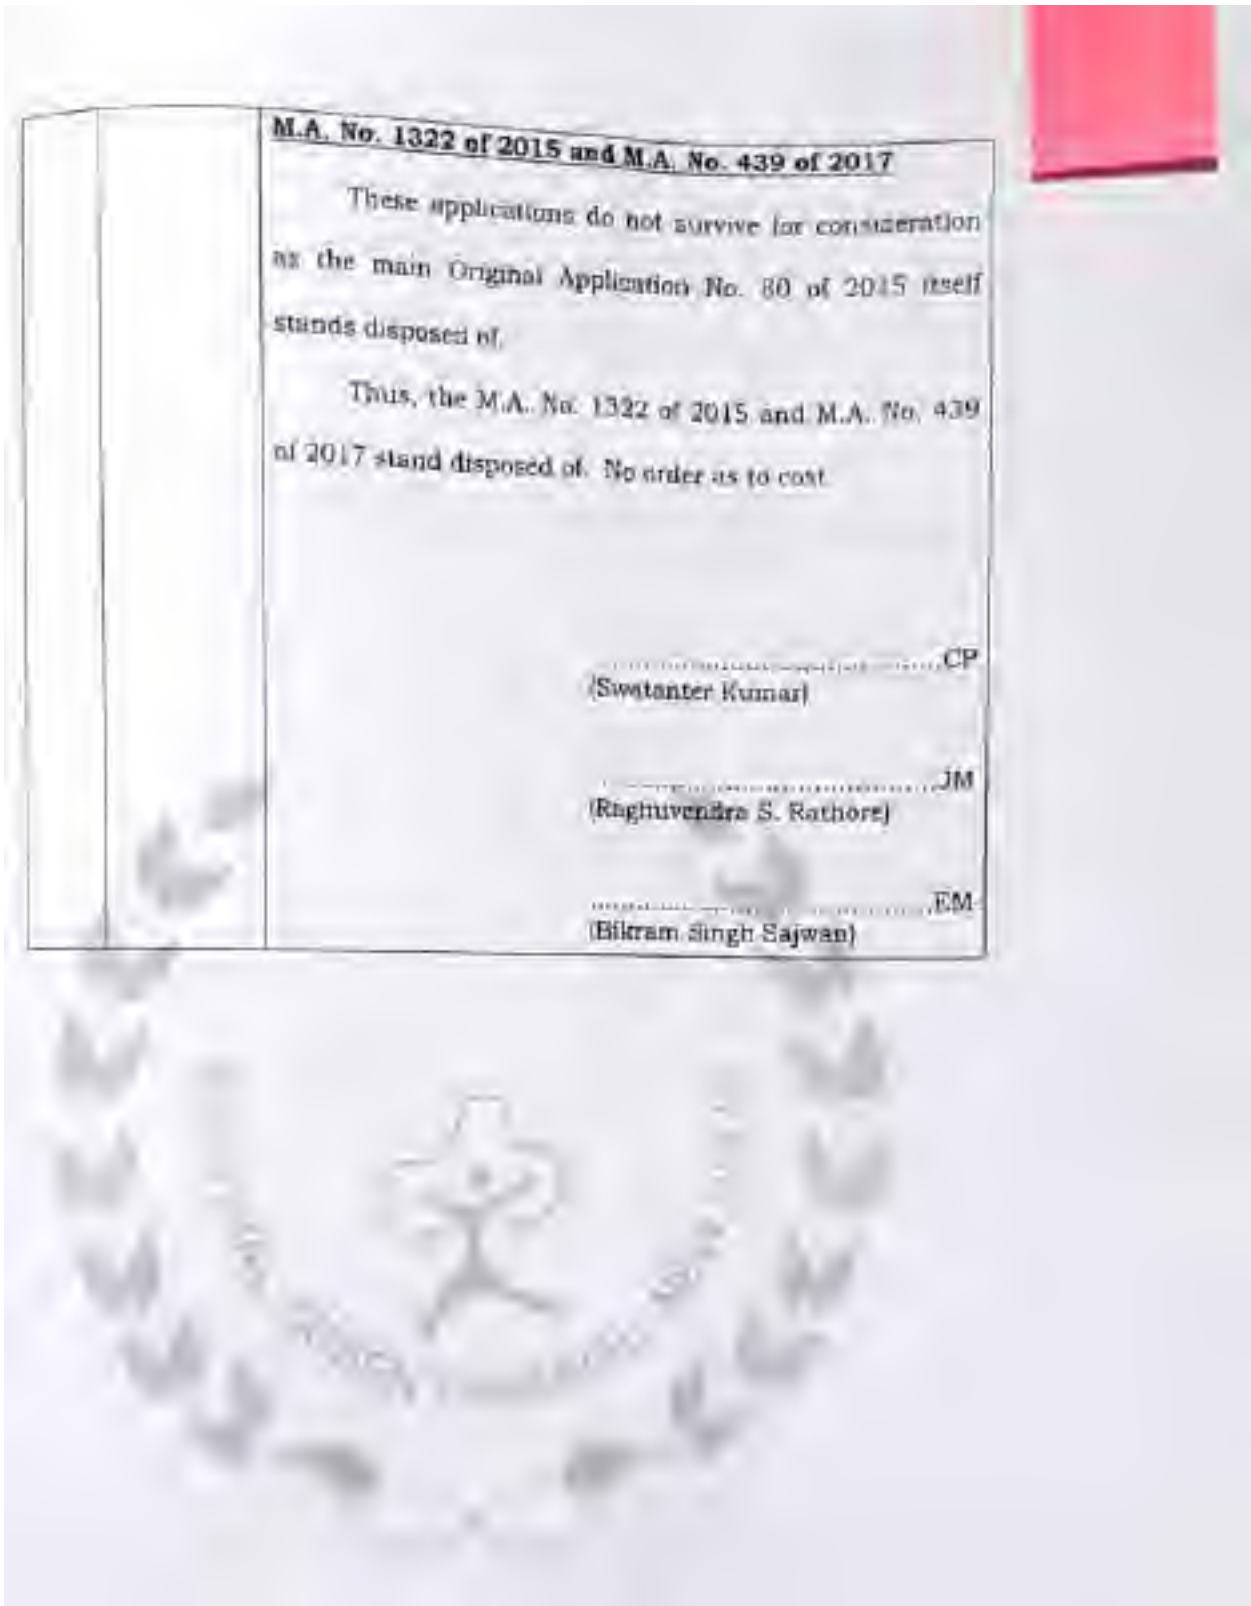 M.A. No. 1322 of 2015 and M.A. No. 439 of 2017
These applications do not survive for consideration
as the main Original Application No. 80 of 2015 itself
stands disposed of.
Thus, the M.A. No. 1322 of 2015 and M.A. No. 439
of 2017 stand disposed of. No order as to cost.
..........................................,CP
(Swatanter Kumar)
..........................................,JM
(Raghuvendra S. Rathore)
..........................................,EM
(Bikram Singh Sajwan)